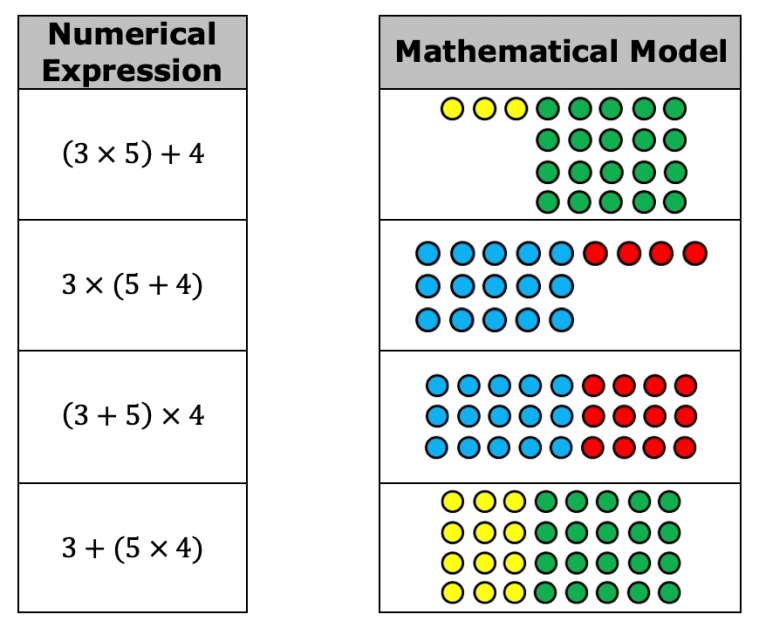 Numerical
Expression
Mathematical Model
(3 × 5) + 4
3 × (5 + 4)
(3 + 5) × 4
3 + (5 × 4)